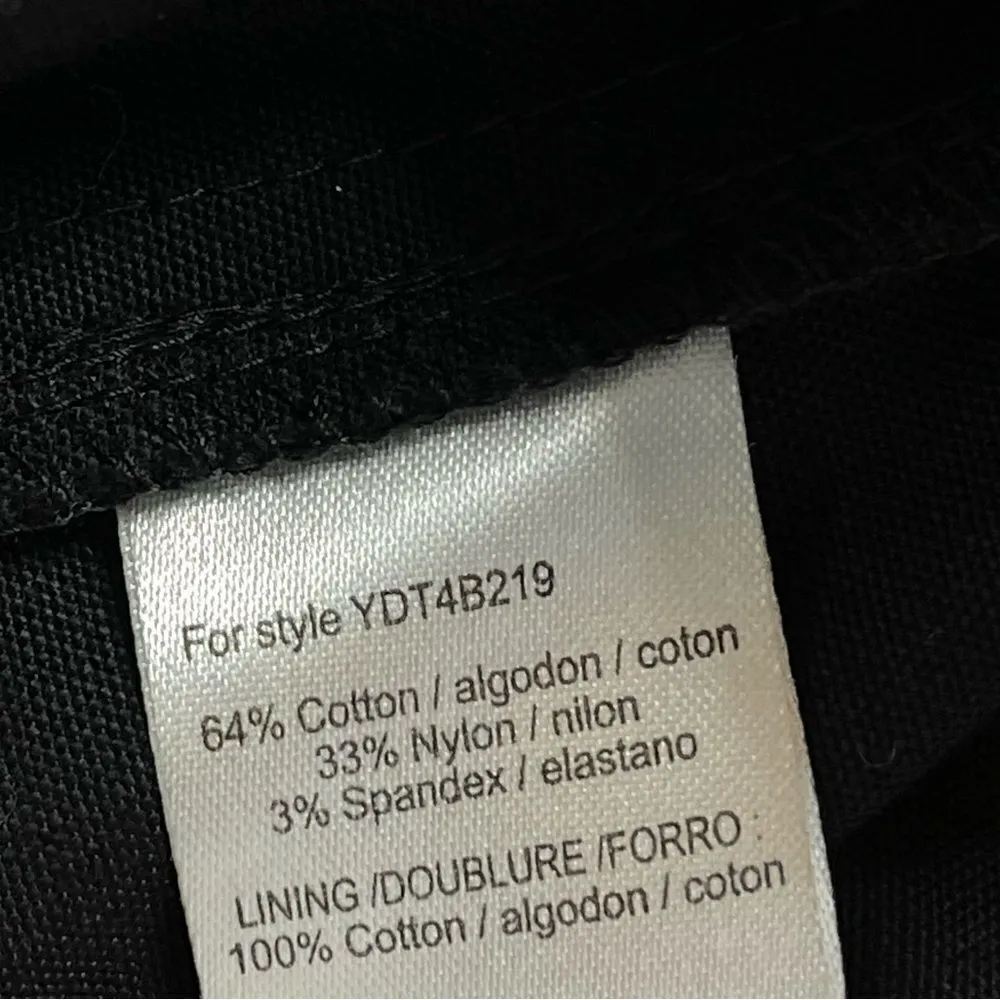 For style YDT4B219
64% Cotton / algodon / coton
33% Nylon / nilon
3% Spandex / elastano
LINING /DOUBLURE /FORRO :
100% Cotton / algodon / coton